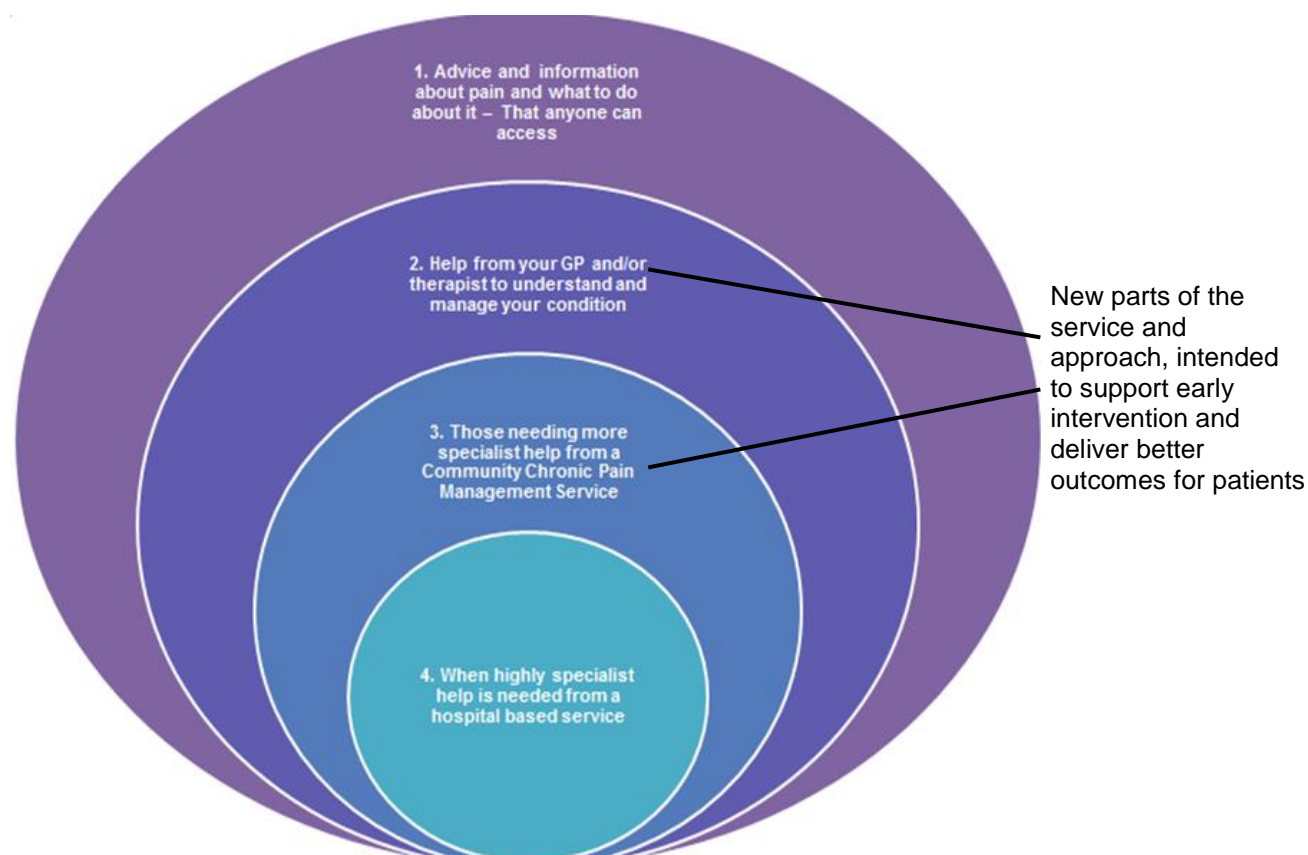 1. Advice and information
about pain and what to do
about it – That anyone can
access
2. Help from your GP and/or
therapist to understand and
manage your condition
3. Those needing more
specialist help from a
Community Chronic Pain
Management Service
4. When highly specialist
help is needed from a
hospital based service
New parts of the
service and
approach, intended
to support early
intervention and
deliver better
outcomes for patients